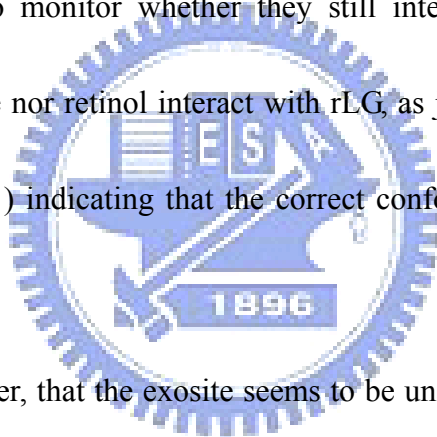 o monitor whether they still inte
e nor retinol interact with rLG, as
E S A
) indicating that the correct confo
1896
er, that the exosite seems to be un